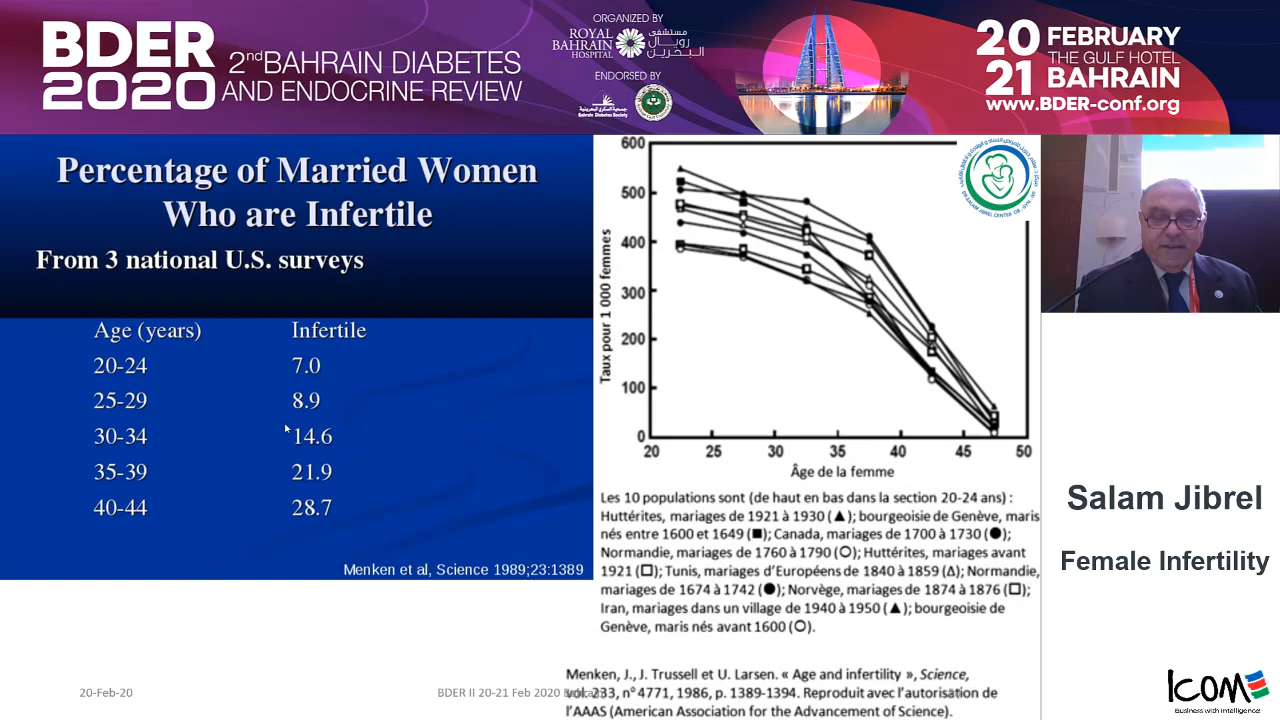 BDER
2020
2nd BAHRAIN DIABETES
AND ENDOCRINE REVIEW
ORGANIZED BY
ROYAL
BAHRAIN
HOSPITAL
مستشفى
رويال
البحرين
ENDORSED BY
جمعية السكري البحرينية
Bahrain Diabetes Society
20 FEBRUARY
21 THE GULF HOTEL
BAHRAIN
www.BDER-conf.org
Percentage of Married Women
Who are Infertile
From 3 national U.S. surveys
Age (years) Infertile
20-24 7.0
25-29 8.9
30-34 14.6
35-39 21.9
40-44 28.7
Menken et al, Science 1989;23:1389
Taux pour 1 000 femmes
600
500
400
300
200
100
0
20 25 30 35 40 45 50
Âge de la femme
Les 10 populations sont (de haut en bas dans la section 20-24 ans) :
Huttérites, mariages de 1921 à 1930 (▲); bourgeoisie de Genève, maris
nés entre 1600 et 1649 (■); Canada, mariages de 1700 à 1730 (●);
Normandie, mariages de 1760 à 1790 (○); Huttérites, mariages avant
1921 (□); Tunis, mariages d'Européens de 1840 à 1859 (Δ); Normandie,
mariages de 1674 à 1742 (●); Norvège, mariages de 1874 à 1876 (□);
Iran, mariages dans un village de 1940 à 1950 (▲); bourgeoisie de
Genève, maris nés avant 1600 (○).
Menken, J., J. Trussell et U. Larsen. « Age and infertility », Science,
vol. 233, n° 4771, 1986, p. 1389-1394. Reproduit avec l'autorisation de
l'AAAS (American Association for the Advancement of Science).
20-Feb-20
BDER II 20-21 Feb 2020 Bahrain
Salam Jibrel
Female Infertility
ICOM
Business with Intelligence!